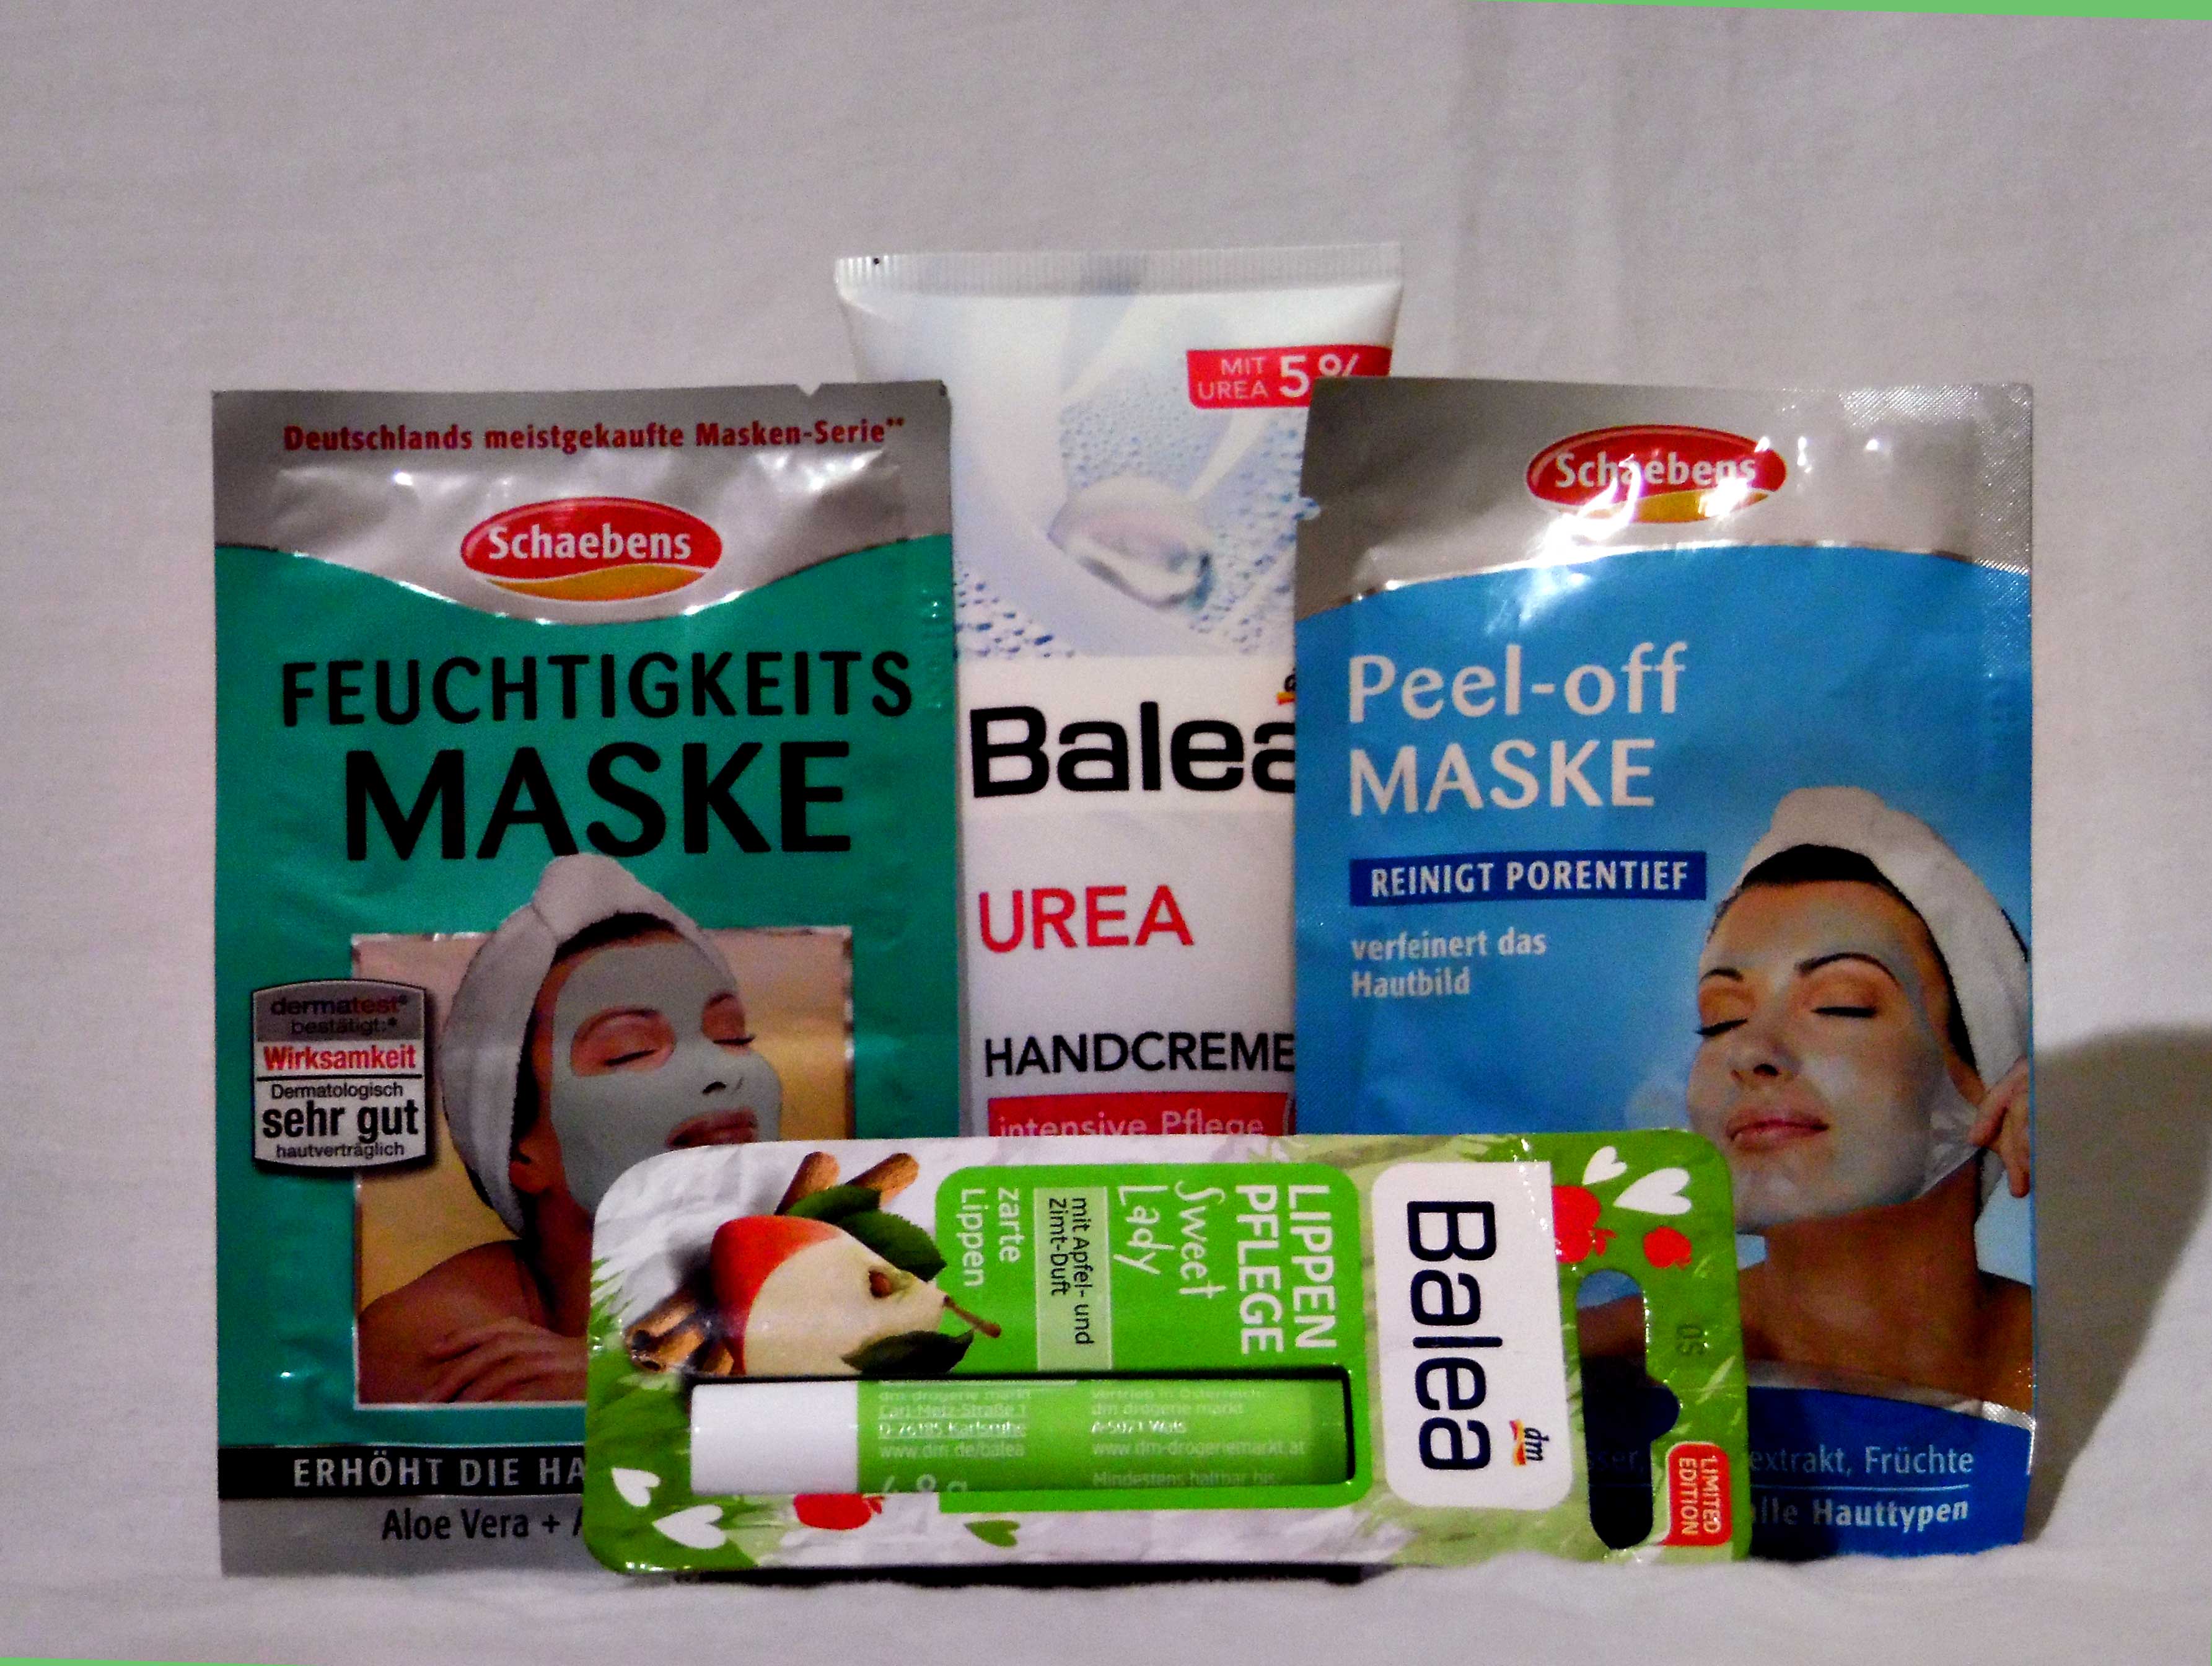 Deutschlands meistgekaufte Masken-Serie**
Schaebens
FEUCHTIGKEITS
MASKE
dermatest®
bestätigt:*
Wirksamkeit
Dermatologisch
sehr gut
hautverträglich
ERHÖHT DIE HA
Aloe Vera +
MIT
UREA 5%
Balea
UREA
HANDCREME
intensive Pflege
Schaebens
Peel-off
MASKE
REINIGT PORENTIEF
verfeinert das
Hautbild
extrakt, Früchte
alle Hauttypen
Balea
dm
LIPPEN
PFLEGE
Sweet
Lady
mit Apfel- und
Zimt-Duft
zarte
Lippen
LIMITED
EDITION
dm-drogerie markt
Carl-Metz-Straße 1
D-76185 Karlsruhe
www.dm.de/balea
4,8 g
Vertrieb in Österreich:
dm drogerie markt
A-5071 Wals
www.dm-drogeriemarkt.at
Mindestens haltbar bis: